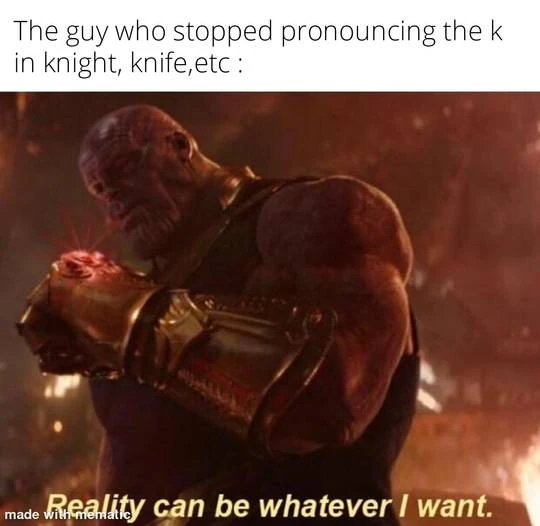 The guy who stopped pronouncing the k
in knight, knife,etc :
Reality can be whatever I want.
made with mematic